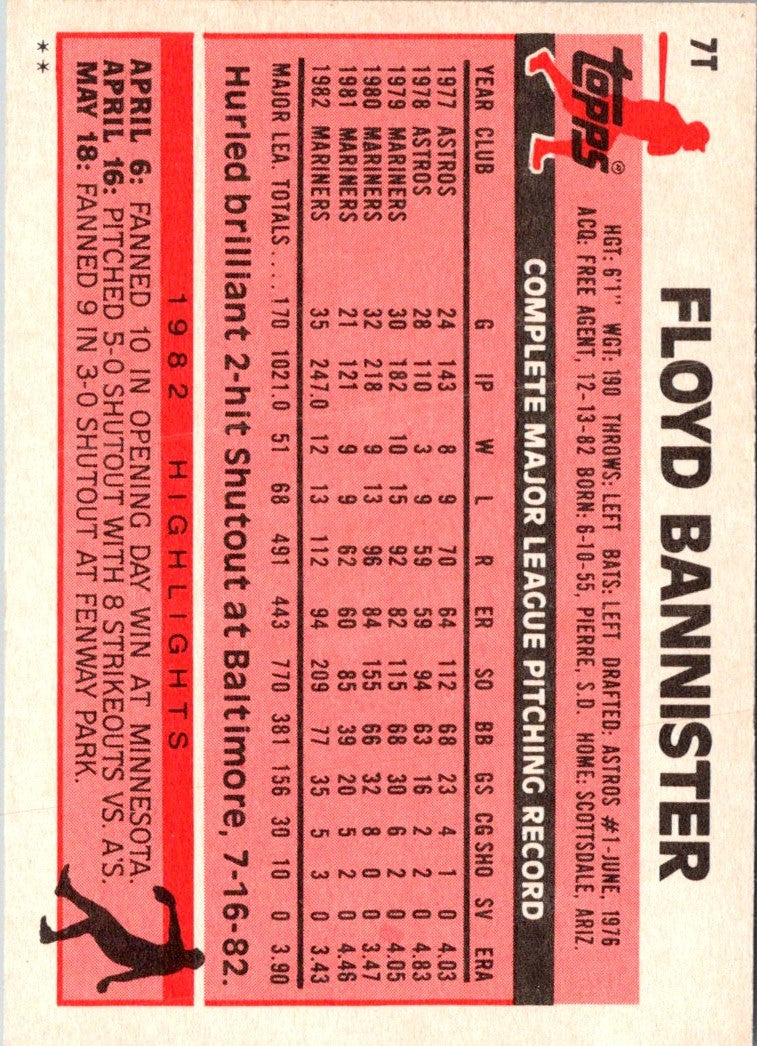 7T
FLOYD BANNISTER
topps®
HGT: 6'1" WGT: 190 THROWS: LEFT BATS: LEFT DRAFTED: ASTROS #1-JUNE, 1976
ACQ: FREE AGENT, 12-13-82 BORN: 6-10-55, PIERRE, S.D. HOME: SCOTTSDALE, ARIZ.
COMPLETE MAJOR LEAGUE PITCHING RECORD
YEAR CLUB G IP W L R ER SO BB GS CG SHO SV ERA
1977 ASTROS 24 143 8 9 70 64 112 68 23 4 1 0 4.03
1978 ASTROS 28 110 3 9 59 59 94 63 16 2 2 0 4.83
1979 MARINERS 30 182 10 15 92 82 115 68 30 6 2 0 4.05
1980 MARINERS 32 218 9 13 96 84 155 66 32 8 0 0 3.47
1981 MARINERS 21 121 9 9 62 60 85 39 20 5 2 0 4.46
1982 MARINERS 35 247.0 12 13 112 94 209 77 35 5 3 0 3.43
MAJOR LEA. TOTALS .... 170 1021.0 51 68 491 443 770 381 156 30 10 0 3.90
Hurled brilliant 2-hit Shutout at Baltimore, 7-16-82.
1982 HIGHLIGHTS
APRIL 6: FANNED 10 IN OPENING DAY WIN AT MINNESOTA.
APRIL 16: PITCHED 5-0 SHUTOUT WITH 8 STRIKEOUTS VS. A'S.
MAY 18: FANNED 9 IN 3-0 SHUTOUT AT FENWAY PARK.
**